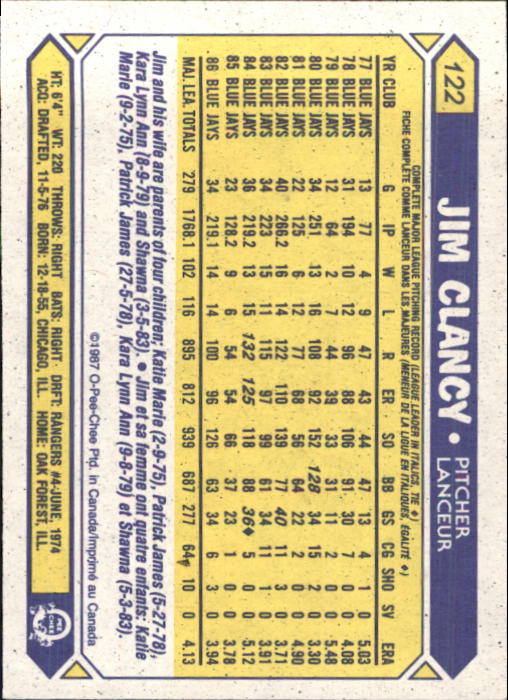 122 JIM CLANCY • PITCHER
LANCEUR
COMPLETE MAJOR LEAGUE PITCHING RECORD (LEAGUE LEADER IN ITALICS, TIE ♦)
FICHE COMPLÈTE COMME LANCEUR DANS LES MAJEURES (MENEUR DE LA LIGUE EN ITALIQUES, ÉGALITÉ ♦)
YR CLUB G IP W L R ER SO BB GS CG SHO SV ERA
77 BLUE JAYS 13 77 4 9 47 43 44 47 13 4 1 0 5.03
78 BLUE JAYS 31 194 10 12 96 88 106 91 30 7 0 0 4.08
79 BLUE JAYS 12 64 2 7 44 39 33 31 11 2 0 0 5.48
80 BLUE JAYS 34 251 13 16 108 92 152 128 34 15 2 0 3.30
81 BLUE JAYS 22 125 6 12 77 68 56 64 22 2 0 0 4.90
82 BLUE JAYS 40 266.2 16 14 122 110 139 77 40 11 3 0 3.71
83 BLUE JAYS 34 223 15 11 115 97 99 61 34 11 1 0 3.91
84 BLUE JAYS 36 219.2 13 15 132 125 118 88 36♦ 5 0 0 5.12
85 BLUE JAYS 23 128.2 9 6 54 54 66 37 23 1 0 0 3.78
86 BLUE JAYS 34 219.1 14 14 100 96 126 63 34 6 3 0 3.94
MAJ. LEA. TOTALS 279 1768.1 102 116 895 812 939 687 277 64 10 0 4.13
Jim and his wife are parents of four children: Katie Marie (2-9-75), Patrick James (5-27-78),
Kara Lynn Ann (8-9-79) and Shawna (3-5-83). • Jim et sa femme ont quatre enfants: Katie
Marie (9-2-75), Patrick James (27-5-78), Kara Lynn Ann (9-8-79) et Shawna (5-3-83).
©1987 O-Pee-Chee Ptd. in Canada/Imprimé au Canada
HT: 6'4" WT: 220 THROWS: RIGHT BATS: RIGHT DRFT: RANGERS #4-JUNE, 1974
ACQ: DRAFTED, 11-5-76 BORN: 12-18-55, CHICAGO, ILL. HOME: OAK FOREST, ILL.
O PEE CHEE